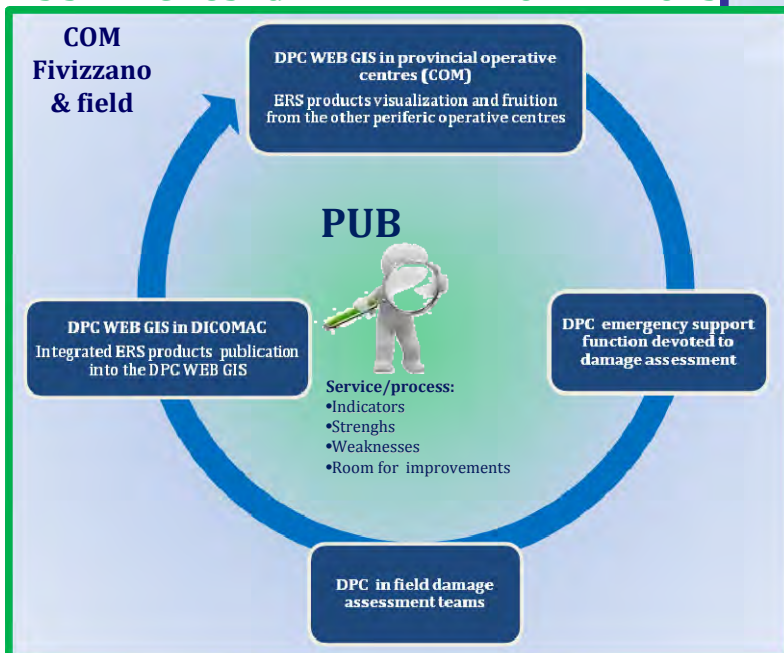 COM
Fivizzano
& field
DPC WEB GIS in provincial operative
centres (COM)
ERS products visualization and fruition
from the other periferic operative centres
PUB
DPC WEB GIS in DICOMAC
Integrated ERS products publication
into the DPC WEB GIS
DPC emergency support
function devoted to
damage assessment
Service/process:
•Indicators
•Strenghs
•Weaknesses
•Room for improvements
DPC in field damage
assessment teams